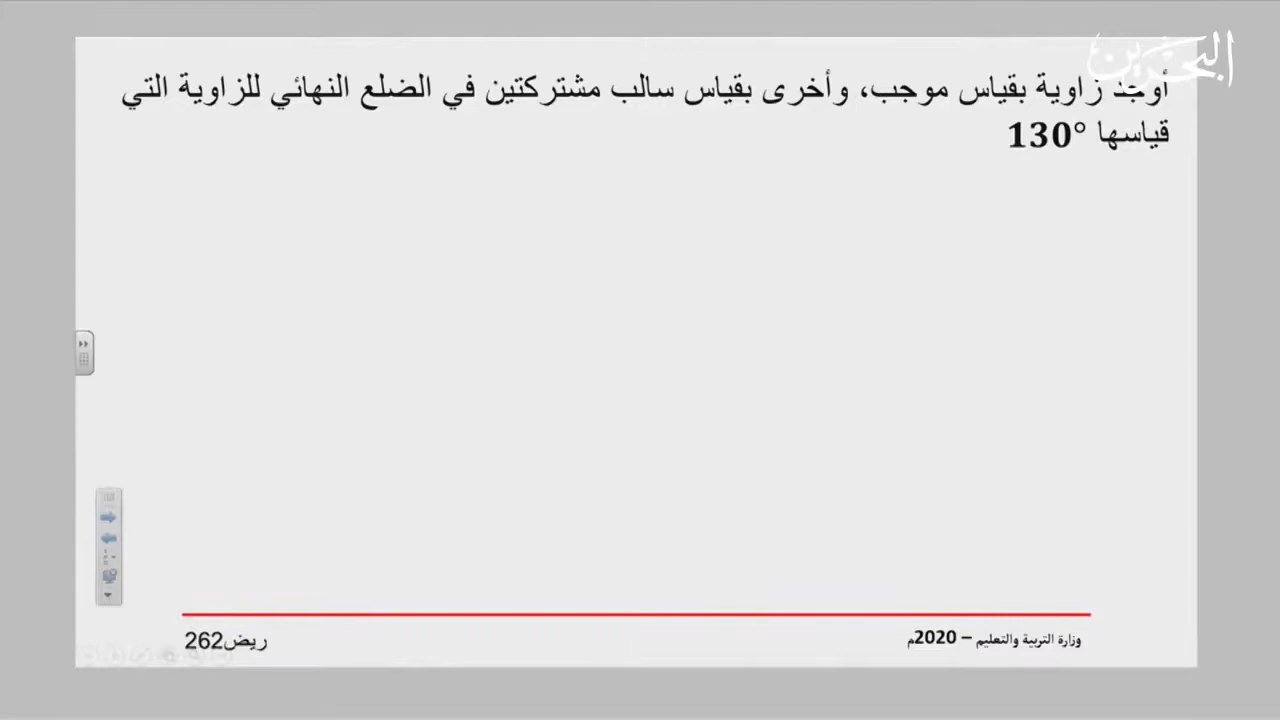 البحرين
أوجد زاوية بقياس موجب، وأخرى بقياس سالب مشتركتين في الضلع النهائي للزاوية التي
قياسها 130°
وزارة التربية والتعليم – 2020م
ريض262